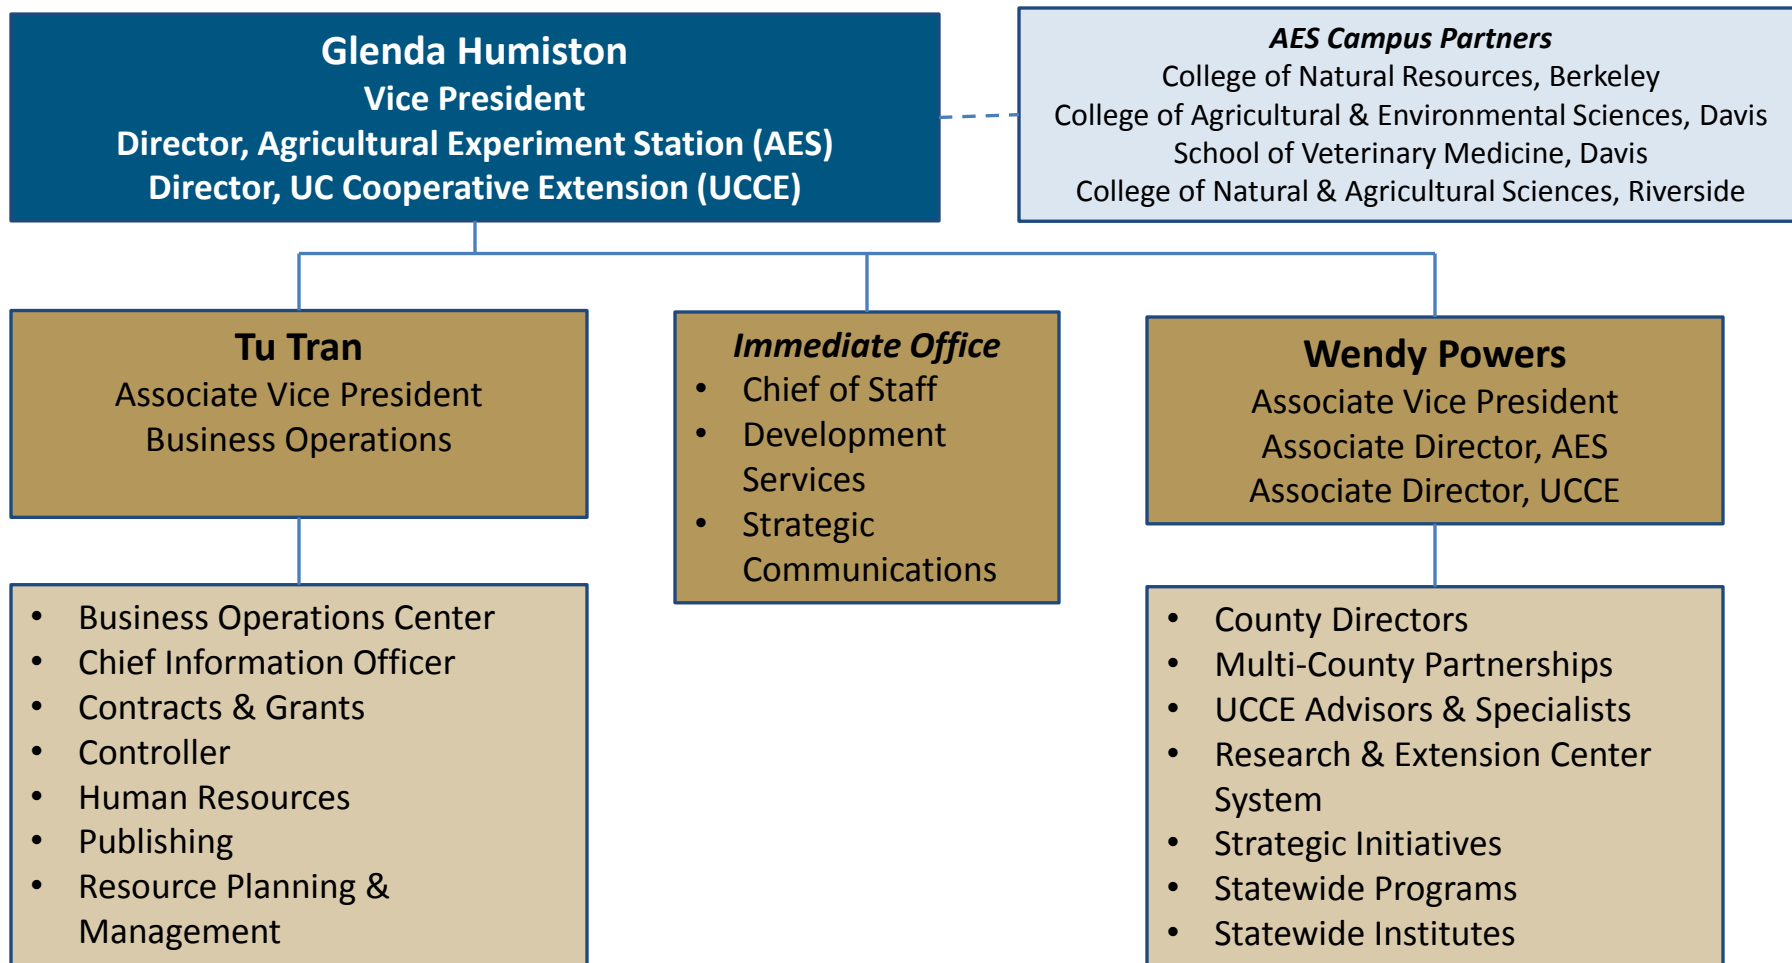 Glenda Humiston
Vice President
Director, Agricultural Experiment Station (AES)
Director, UC Cooperative Extension (UCCE)
AES Campus Partners
College of Natural Resources, Berkeley
College of Agricultural & Environmental Sciences, Davis
School of Veterinary Medicine, Davis
College of Natural & Agricultural Sciences, Riverside
Tu Tran
Associate Vice President
Business Operations
Immediate Office
• Chief of Staff
• Development
Services
• Strategic
Communications
Wendy Powers
Associate Vice President
Associate Director, AES
Associate Director, UCCE
• Business Operations Center
• Chief Information Officer
• Contracts & Grants
• Controller
• Human Resources
• Publishing
• Resource Planning &
Management
• County Directors
• Multi-County Partnerships
• UCCE Advisors & Specialists
• Research & Extension Center
System
• Strategic Initiatives
• Statewide Programs
• Statewide Institutes